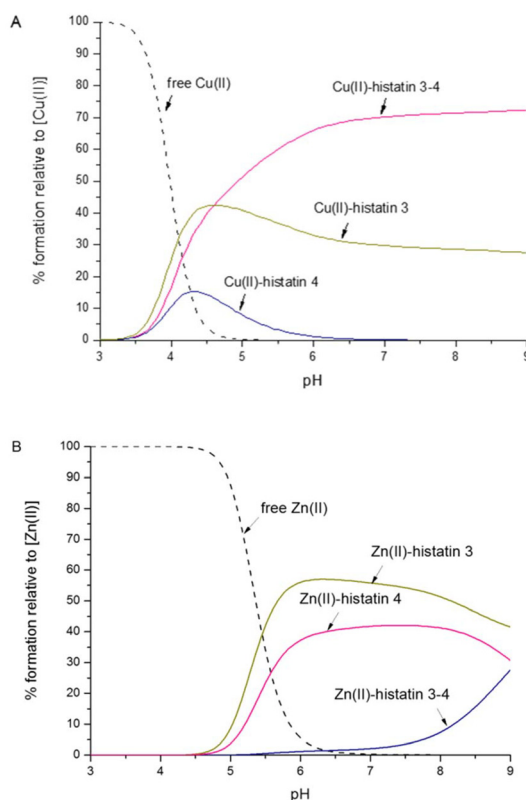 A
% formation relative to [Cu(II)]
100
90
80
70
60
50
40
30
20
10
0
free Cu(II)
Cu(II)-histatin 3-4
Cu(II)-histatin 3
Cu(II)-histatin 4
3 4 5 6 7 8 9
pH
B
% formation relative to [Zn(II)]
100
90
80
70
60
50
40
30
20
10
0
free Zn(II)
Zn(II)-histatin 3
Zn(II)-histatin 4
Zn(II)-histatin 3-4
3 4 5 6 7 8 9
pH